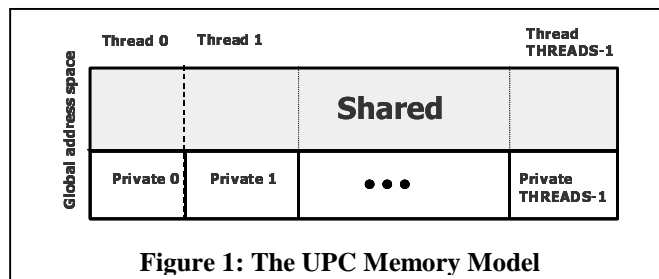 Thread 0
Thread 1
Thread
THREADS-1
Global address space
Shared
Private 0
Private 1
Private
THREADS-1
Figure 1: The UPC Memory Model